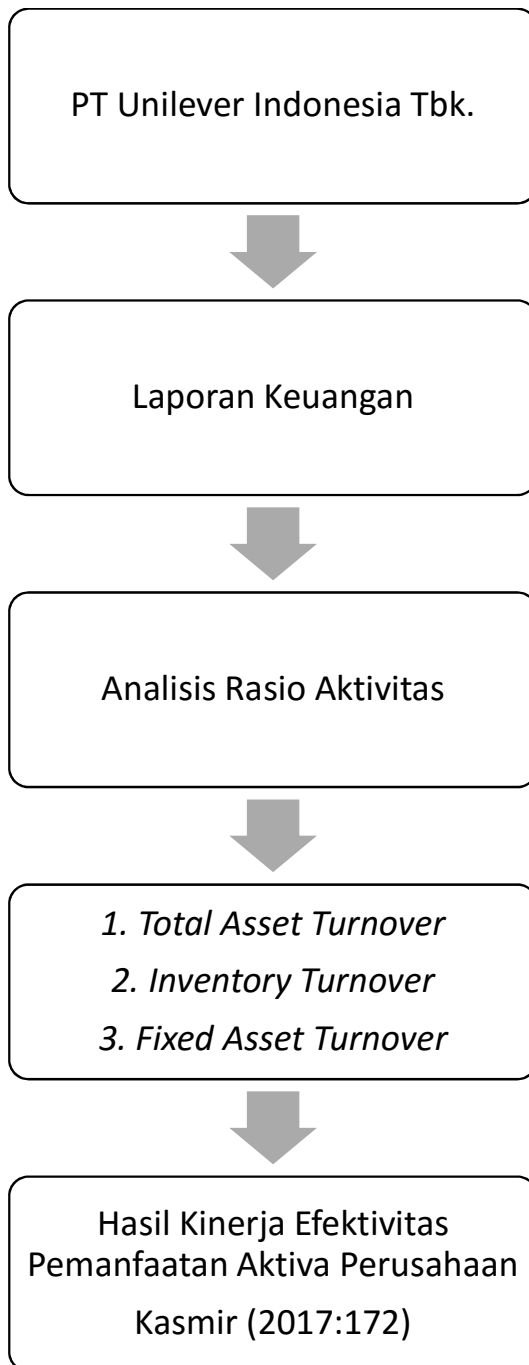 PT Unilever Indonesia Tbk.
Laporan Keuangan
Analisis Rasio Aktivitas
1. Total Asset Turnover
2. Inventory Turnover
3. Fixed Asset Turnover
Hasil Kinerja Efektivitas
Pemanfaatan Aktiva Perusahaan
Kasmir (2017:172)